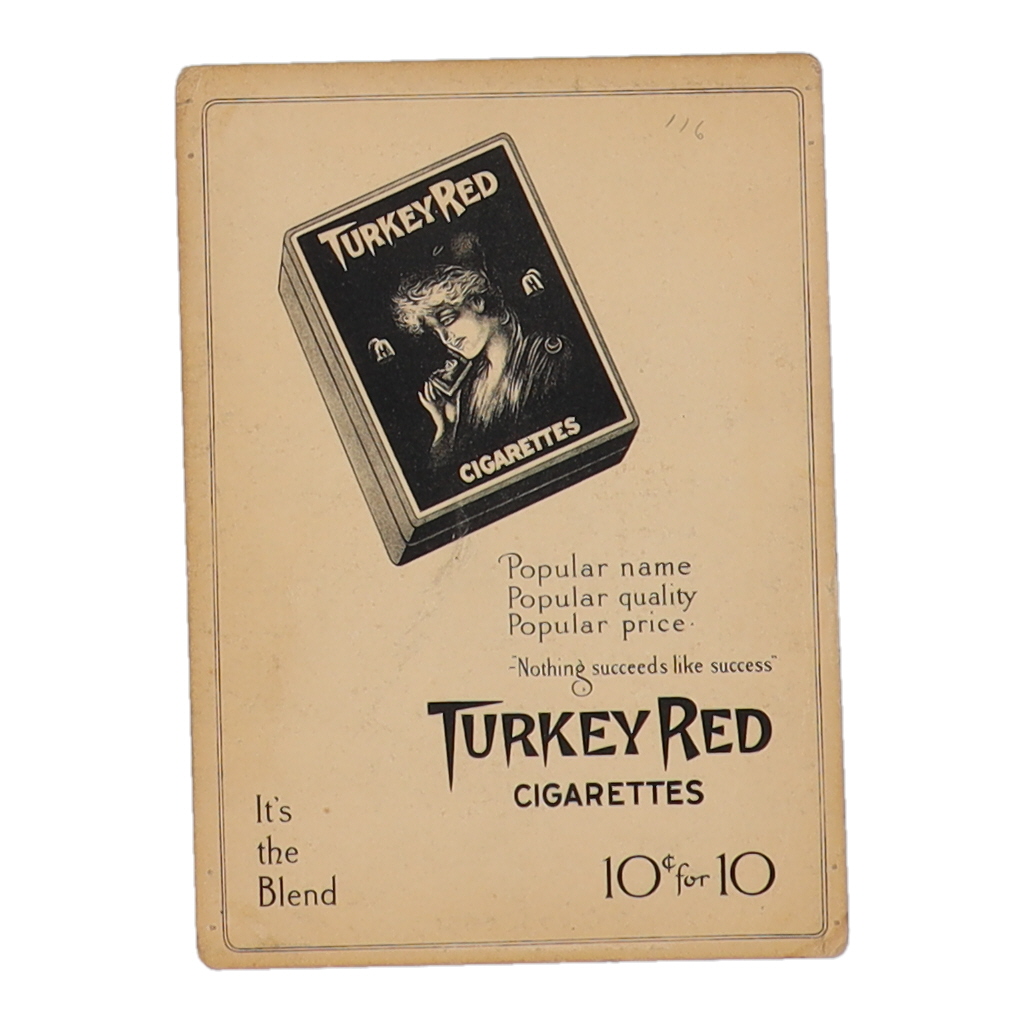 116
TURKEY RED
CIGARETTES
Popular name
Popular quality
Popular price.
-"Nothing succeeds like success"
TURKEY RED
CIGARETTES
It's
the
Blend
10¢ for 10